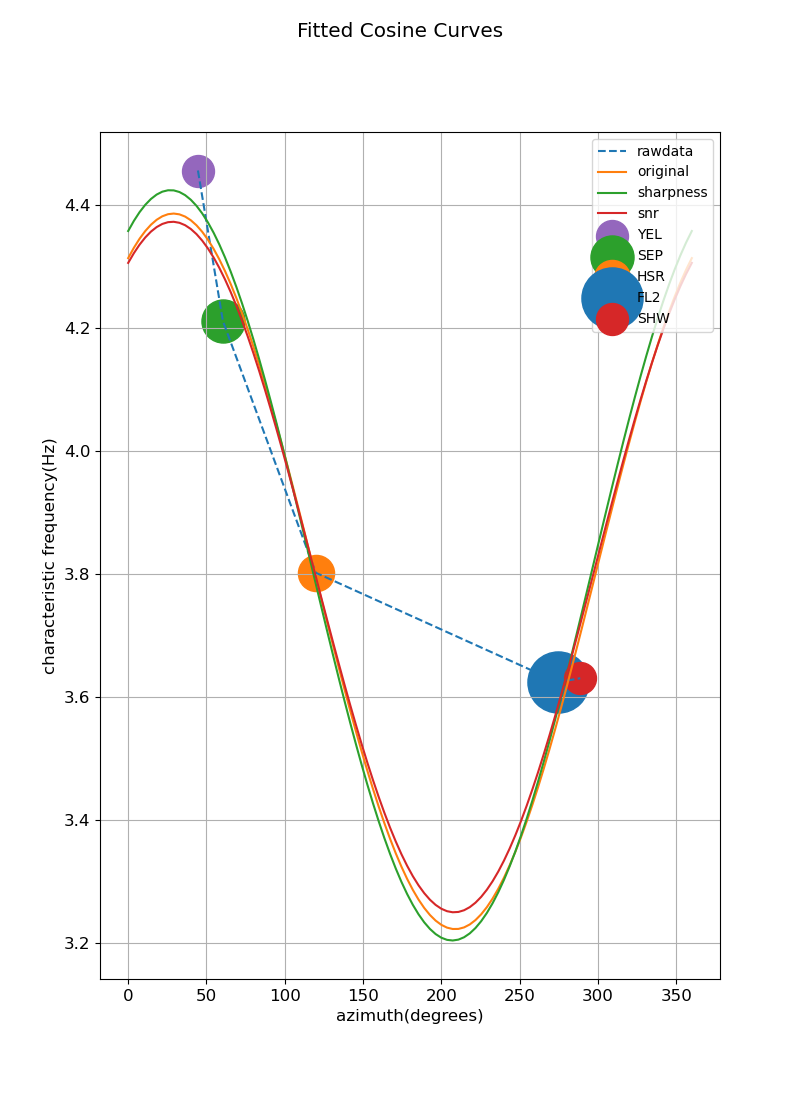 Fitted Cosine Curves
rawdata
original
sharpness
snr
YEL
SEP
HSR
FL2
SHW
characteristic frequency(Hz)
4.4
4.2
4.0
3.8
3.6
3.4
3.2
0 50 100 150 200 250 300 350
azimuth(degrees)